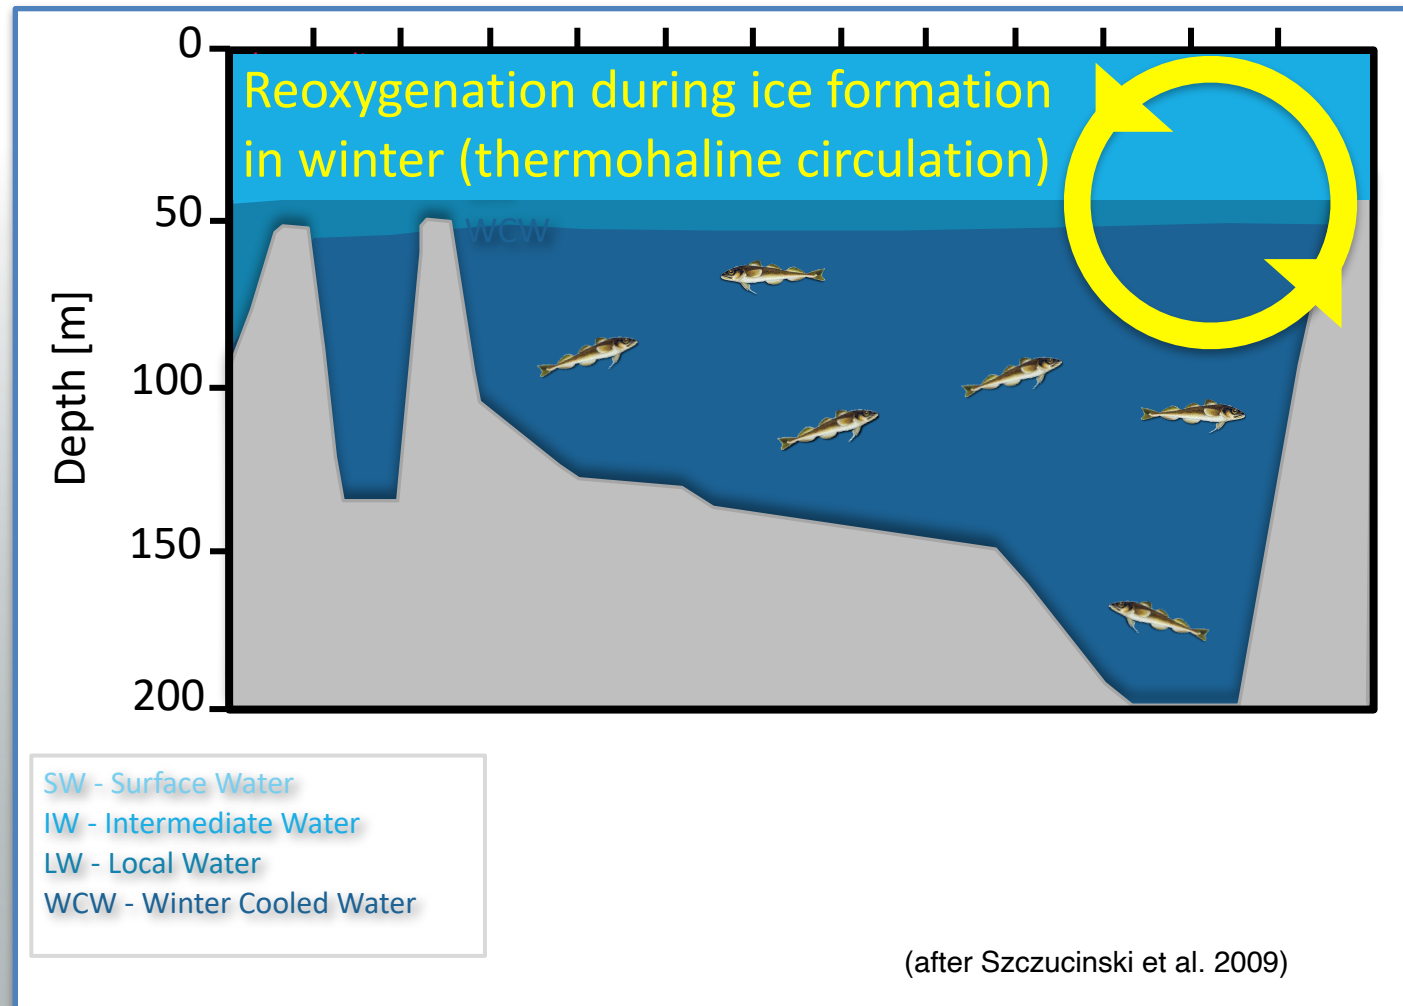 0
Reoxygenation during ice formation
in winter (thermohaline circulation)
50
WCW
Depth [m]
100
150
200
SW - Surface Water
IW - Intermediate Water
LW - Local Water
WCW - Winter Cooled Water
(after Szczucinski et al. 2009)